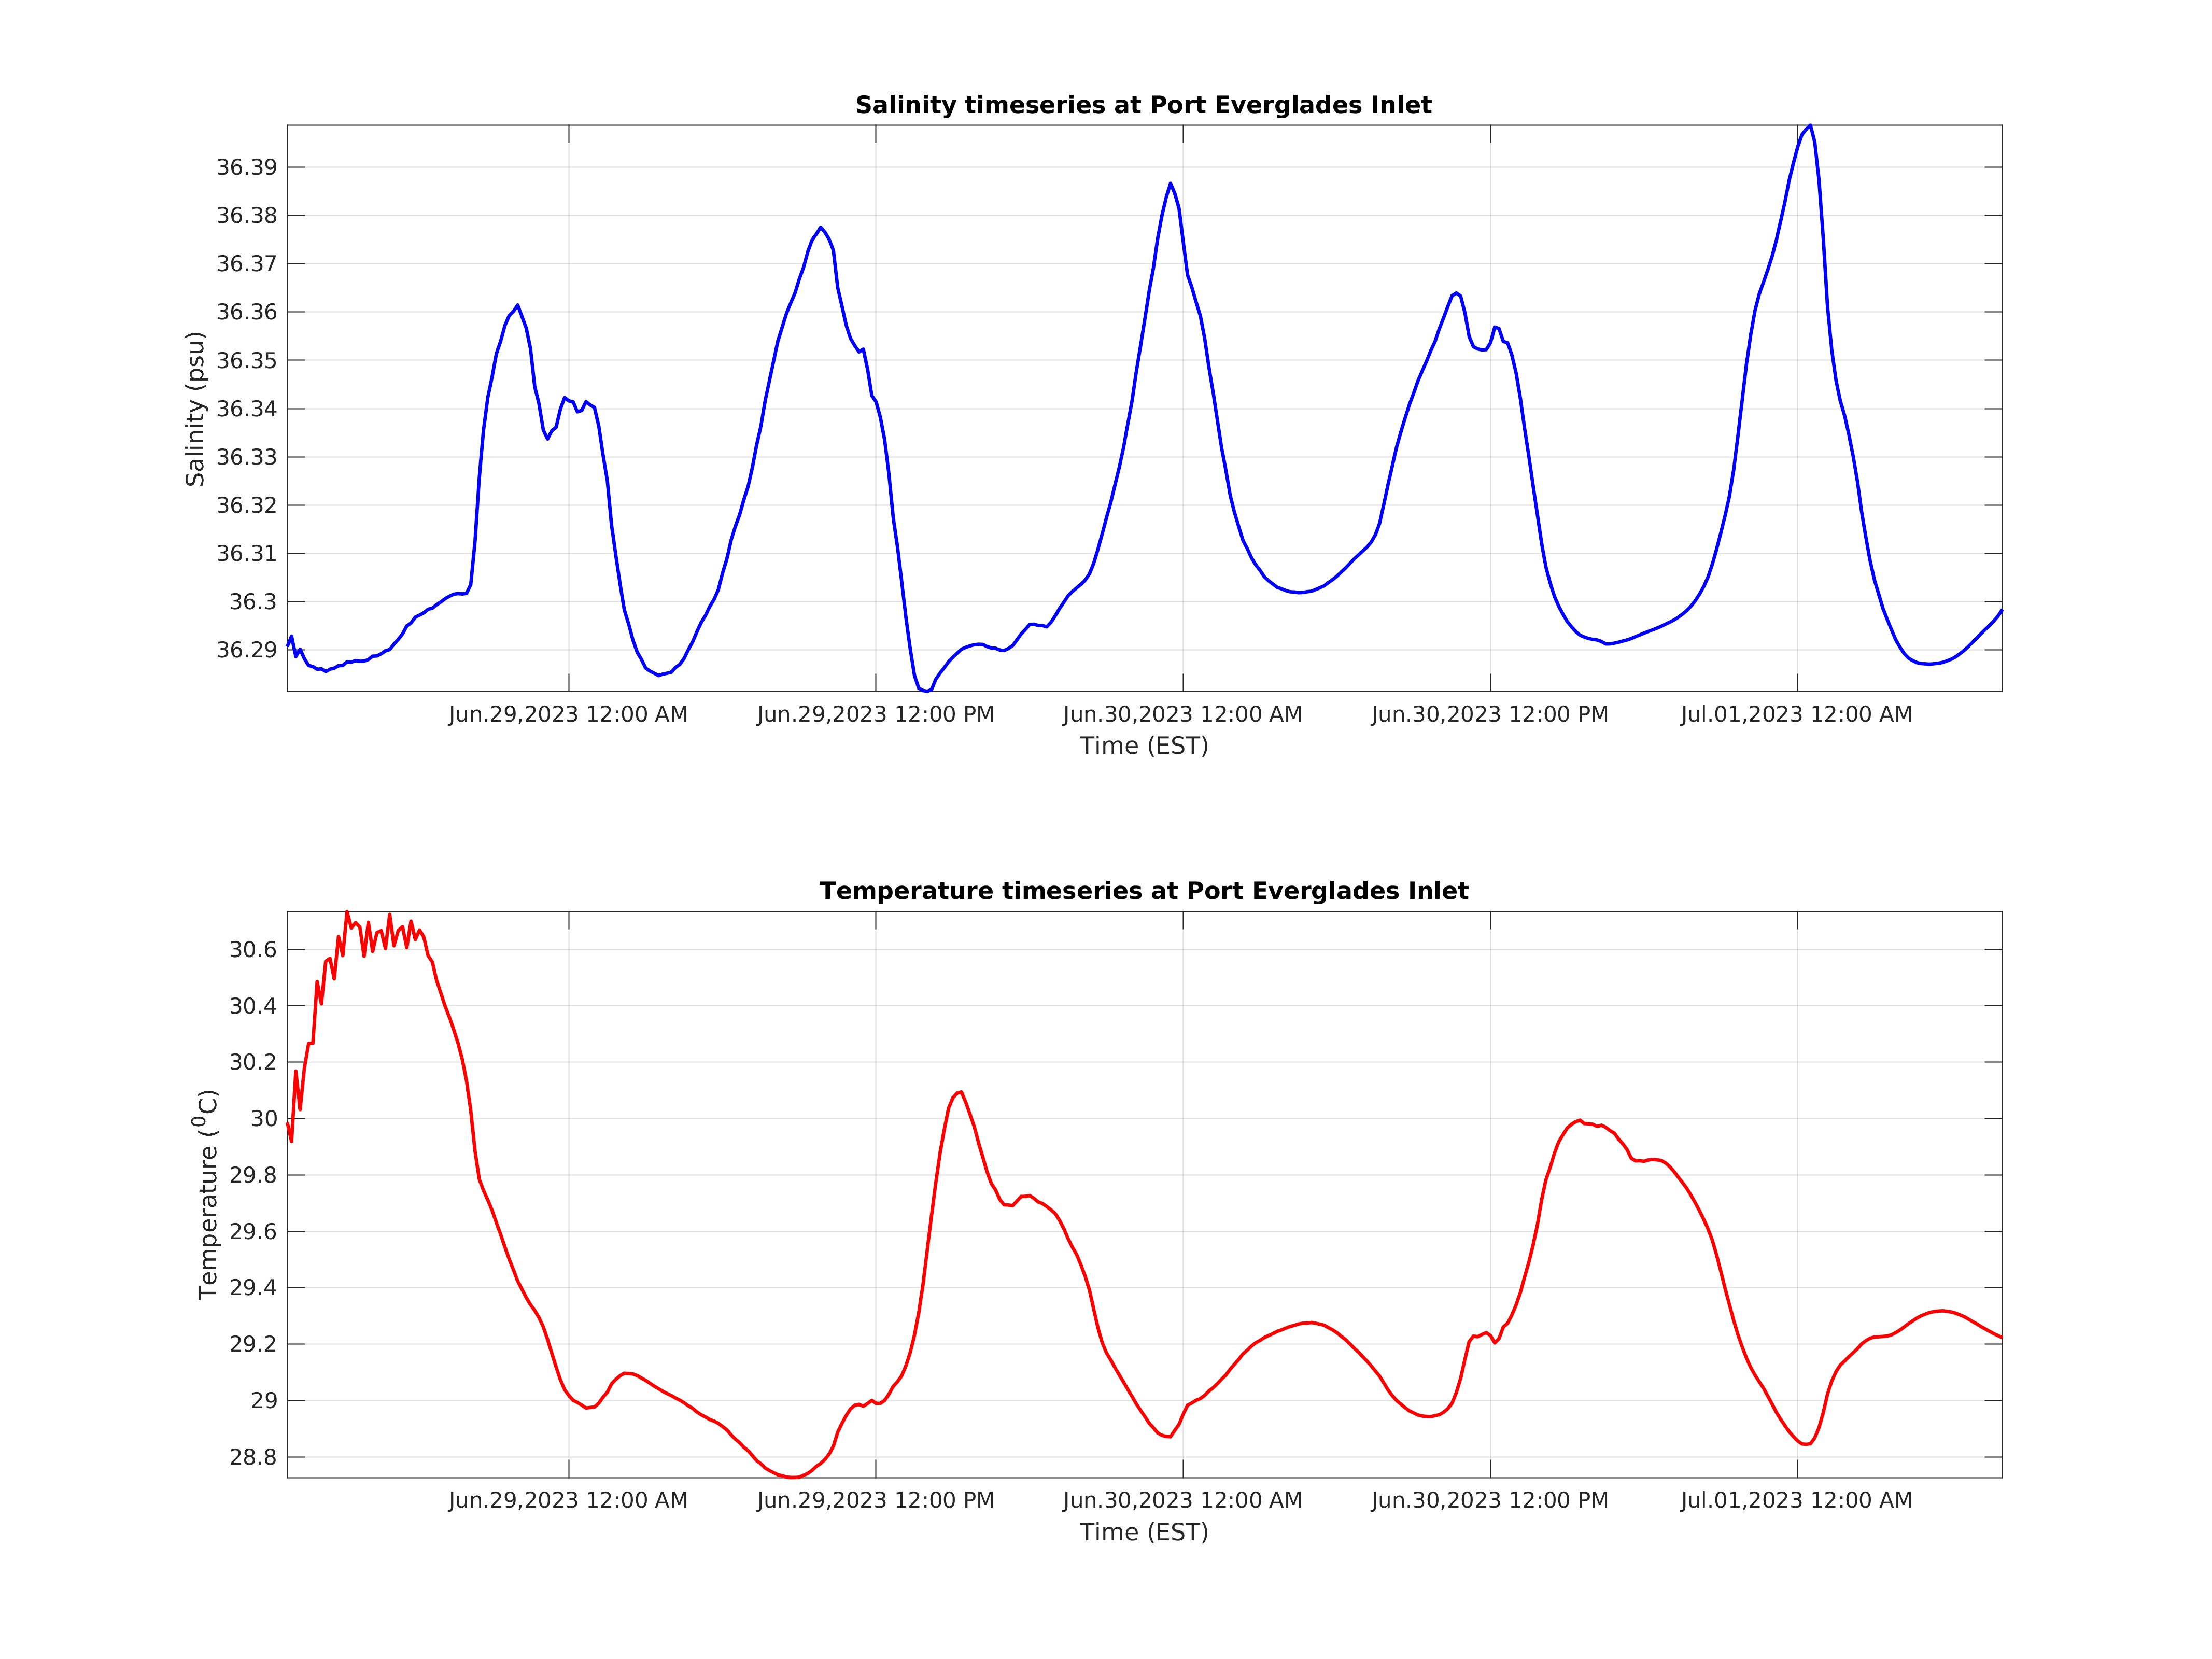 Salinity timeseries at Port Everglades Inlet
36.39
36.38
36.37
36.36
36.35
36.34
36.33
36.32
36.31
36.3
36.29
Salinity (psu)
Jun.29,2023 12:00 AM
Jun.29,2023 12:00 PM
Jun.30,2023 12:00 AM
Jun.30,2023 12:00 PM
Jul.01,2023 12:00 AM
Time (EST)
Temperature timeseries at Port Everglades Inlet
30.6
30.4
30.2
30
29.8
29.6
29.4
29.2
29
28.8
Temperature (⁰C)
Jun.29,2023 12:00 AM
Jun.29,2023 12:00 PM
Jun.30,2023 12:00 AM
Jun.30,2023 12:00 PM
Jul.01,2023 12:00 AM
Time (EST)